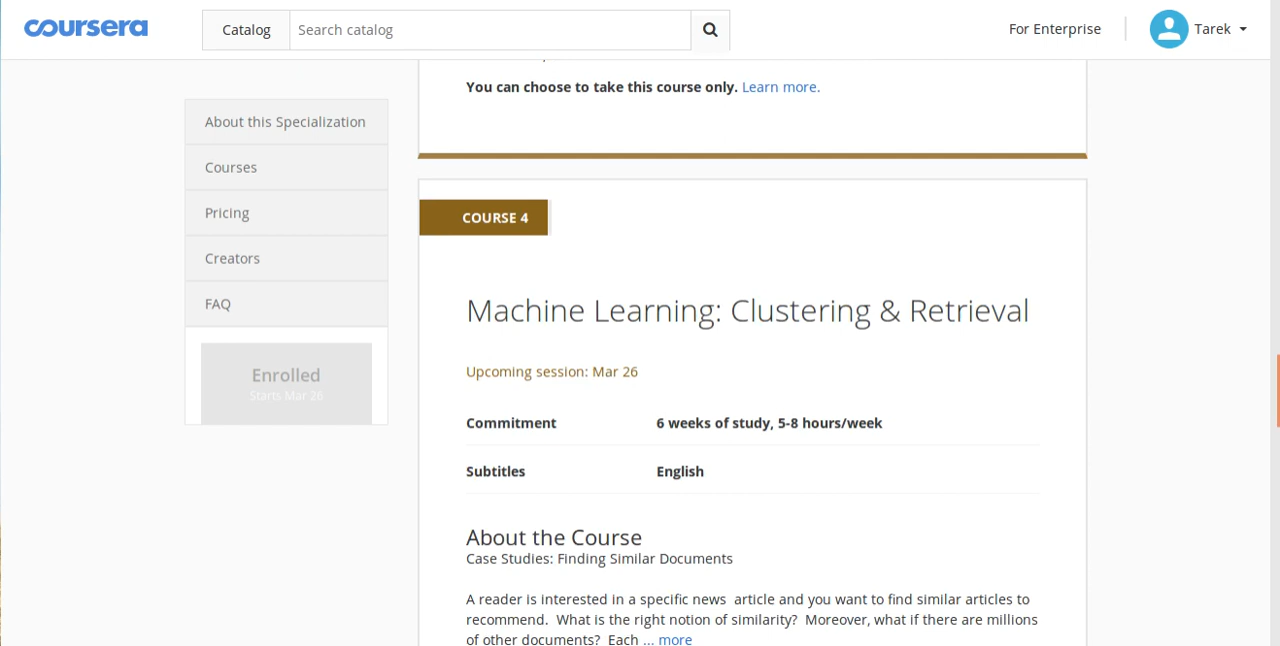 coursera
Catalog
Search catalog
For Enterprise
Tarek
You can choose to take this course only. Learn more.
About this Specialization
Courses
Pricing
Creators
FAQ
Enrolled
Starts Mar 26
COURSE 4
Machine Learning: Clustering & Retrieval
Upcoming session: Mar 26
Commitment 6 weeks of study, 5-8 hours/week
Subtitles English
About the Course
Case Studies: Finding Similar Documents
A reader is interested in a specific news article and you want to find similar articles to
recommend. What is the right notion of similarity? Moreover, what if there are millions
of other documents? Each ... more